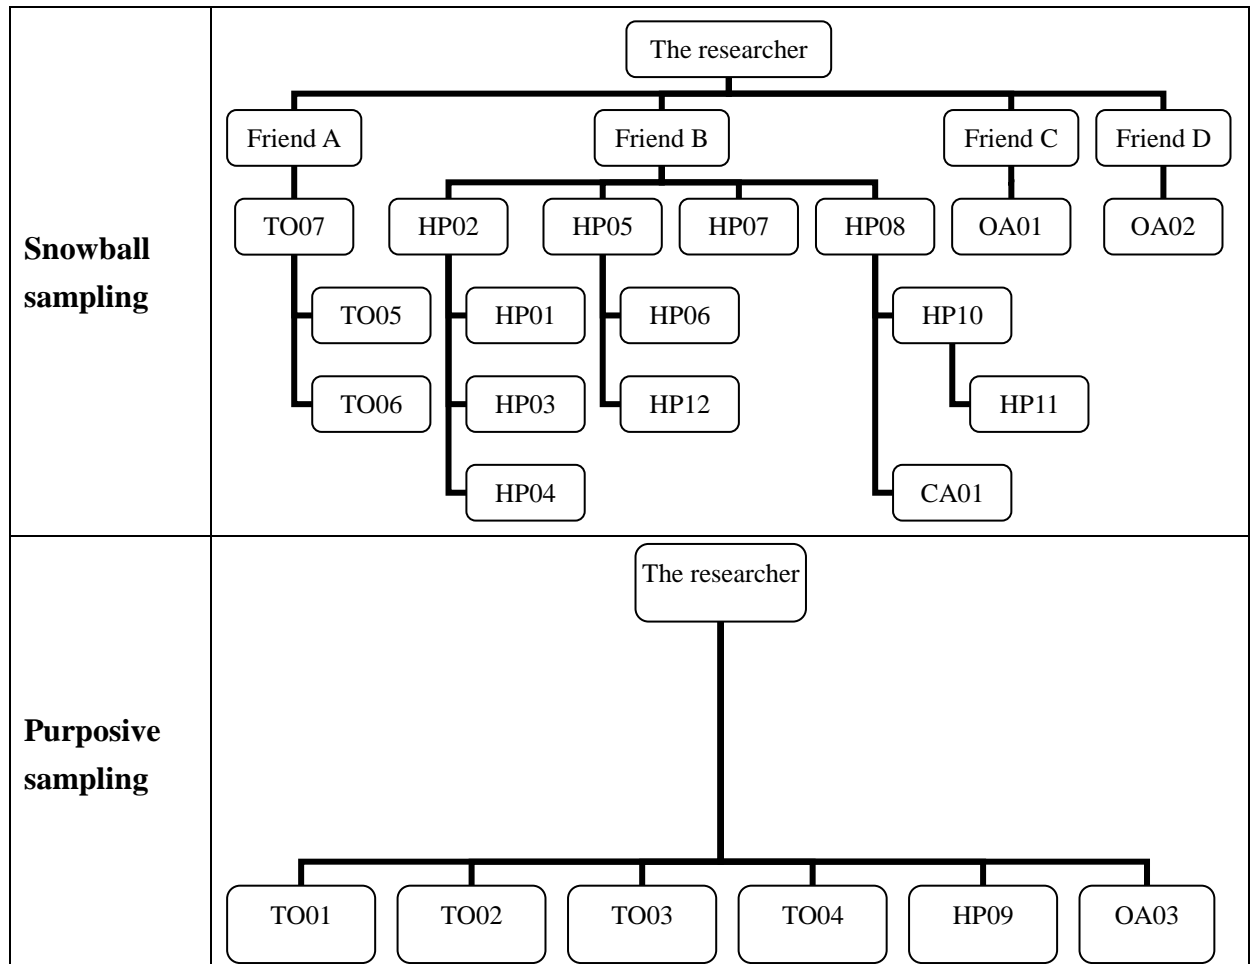 Snowball
sampling
The researcher
Friend A
Friend B
Friend C
Friend D
TO07
HP02
HP05
HP07
HP08
OA01
OA02
TO05
HP01
HP06
HP10
TO06
HP03
HP12
HP11
HP04
CA01
Purposive
sampling
The researcher
TO01
TO02
TO03
TO04
HP09
OA03